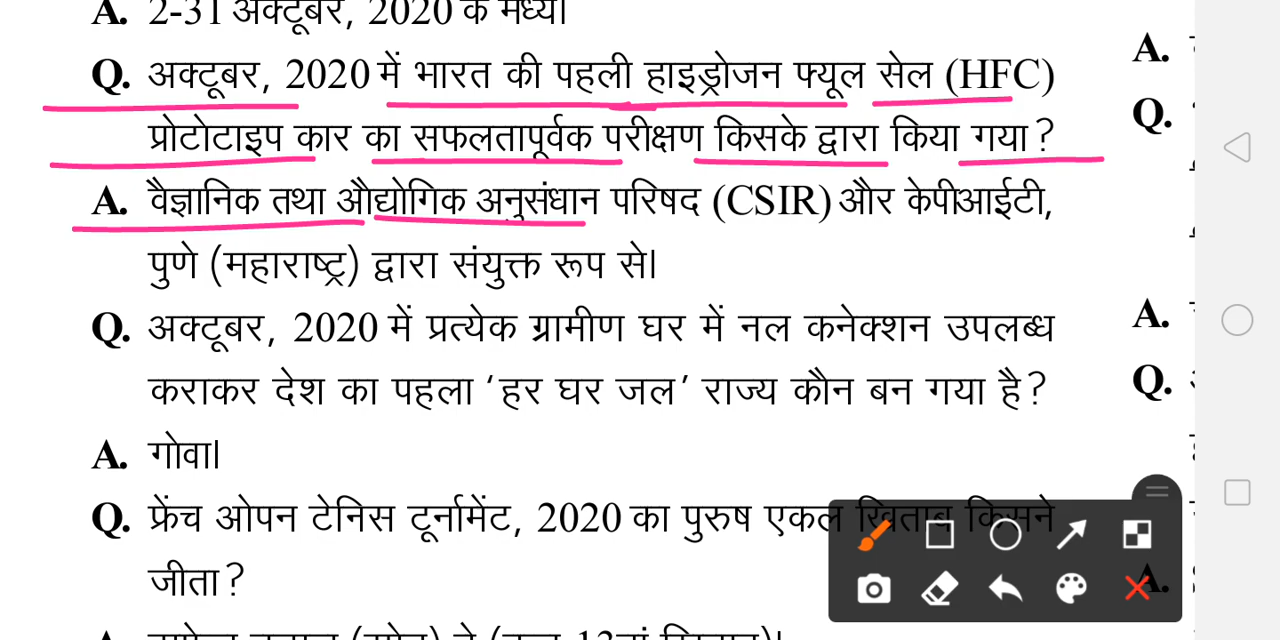 A. 2-31 अक्टूबर, 2020 के मध्य।
Q. अक्टूबर, 2020 में भारत की पहली हाइड्रोजन फ्यूल सेल (HFC)
प्रोटोटाइप कार का सफलतापूर्वक परीक्षण किसके द्वारा किया गया?
A. वैज्ञानिक तथा औद्योगिक अनुसंधान परिषद (CSIR) और केपीआईटी,
पुणे (महाराष्ट्र) द्वारा संयुक्त रूप से।
Q. अक्टूबर, 2020 में प्रत्येक ग्रामीण घर में नल कनेक्शन उपलब्ध
कराकर देश का पहला ‘हर घर जल’ राज्य कौन बन गया है?
A. गोवा।
Q. फ्रेंच ओपन टेनिस टूर्नामेंट, 2020 का पुरुष एकल खिताब किसने
जीता?
A.
A.
Q.
A.
Q.
A.